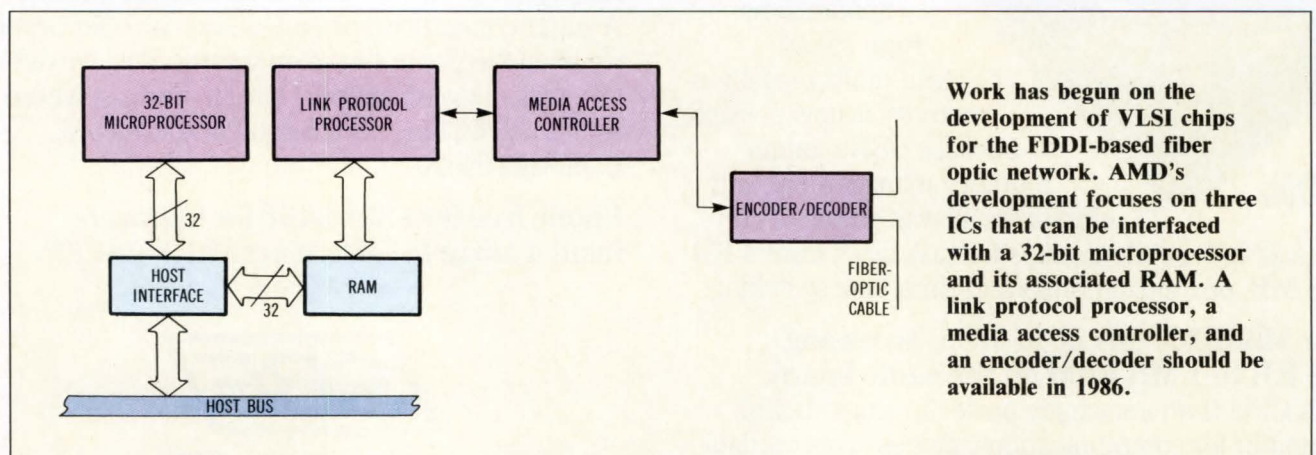 32-BIT
MICROPROCESSOR
LINK PROTOCOL
PROCESSOR
MEDIA ACCESS
CONTROLLER
ENCODER/DECODER
32
HOST
INTERFACE
32
RAM
FIBER-
OPTIC
CABLE
HOST BUS
Work has begun on the
development of VLSI chips
for the FDDI-based fiber
optic network. AMD's
development focuses on three
ICs that can be interfaced
with a 32-bit microprocessor
and its associated RAM. A
link protocol processor, a
media access controller, and
an encoder/decoder should be
available in 1986.